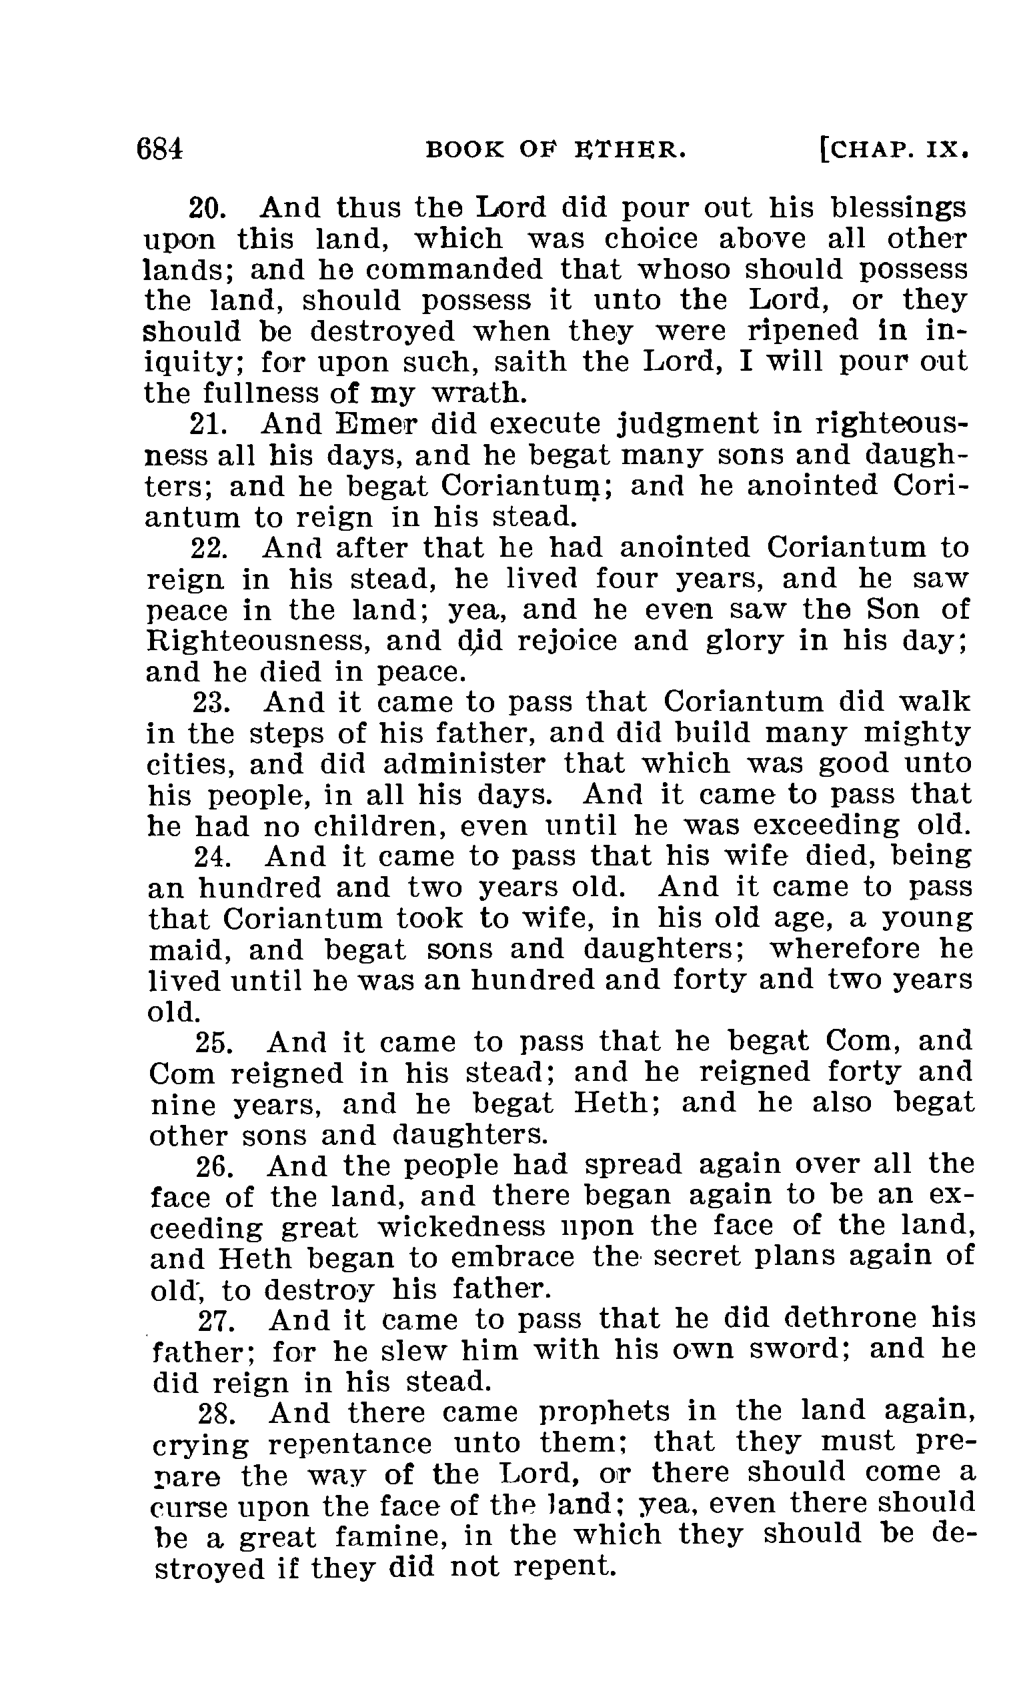 684 BOOK OF ETHER. [CHAP. IX.
20. And thus the Lord did pour out his blessings
upon this land, which was choice above all other
lands; and he commanded that whoso should possess
the land, should possess it unto the Lord, or they
should be destroyed when they were ripened in in-
iquity; for upon such, saith the Lord, I will pour out
the fullness of my wrath.
21. And Emer did execute judgment in righteous-
ness all his days, and he begat many sons and daugh-
ters; and he begat Coriantum; and he anointed Cori-
antum to reign in his stead.
22. And after that he had anointed Coriantum to
reign in his stead, he lived four years, and he saw
peace in the land; yea, and he even saw the Son of
Righteousness, and did rejoice and glory in his day;
and he died in peace.
23. And it came to pass that Coriantum did walk
in the steps of his father, and did build many mighty
cities, and did administer that which was good unto
his people, in all his days. And it came to pass that
he had no children, even until he was exceeding old.
24. And it came to pass that his wife died, being
an hundred and two years old. And it came to pass
that Coriantum took to wife, in his old age, a young
maid, and begat sons and daughters; wherefore he
lived until he was an hundred and forty and two years
old.
25. And it came to pass that he begat Com, and
Com reigned in his stead; and he reigned forty and
nine years, and he begat Heth; and he also begat
other sons and daughters.
26. And the people had spread again over all the
face of the land, and there began again to be an ex-
ceeding great wickedness upon the face of the land,
and Heth began to embrace the secret plans again of
old, to destroy his father.
27. And it came to pass that he did dethrone his
father; for he slew him with his own sword; and he
did reign in his stead.
28. And there came prophets in the land again,
crying repentance unto them; that they must pre-
pare the way of the Lord, or there should come a
curse upon the face of the land; yea, even there should
be a great famine, in the which they should be de-
stroyed if they did not repent.